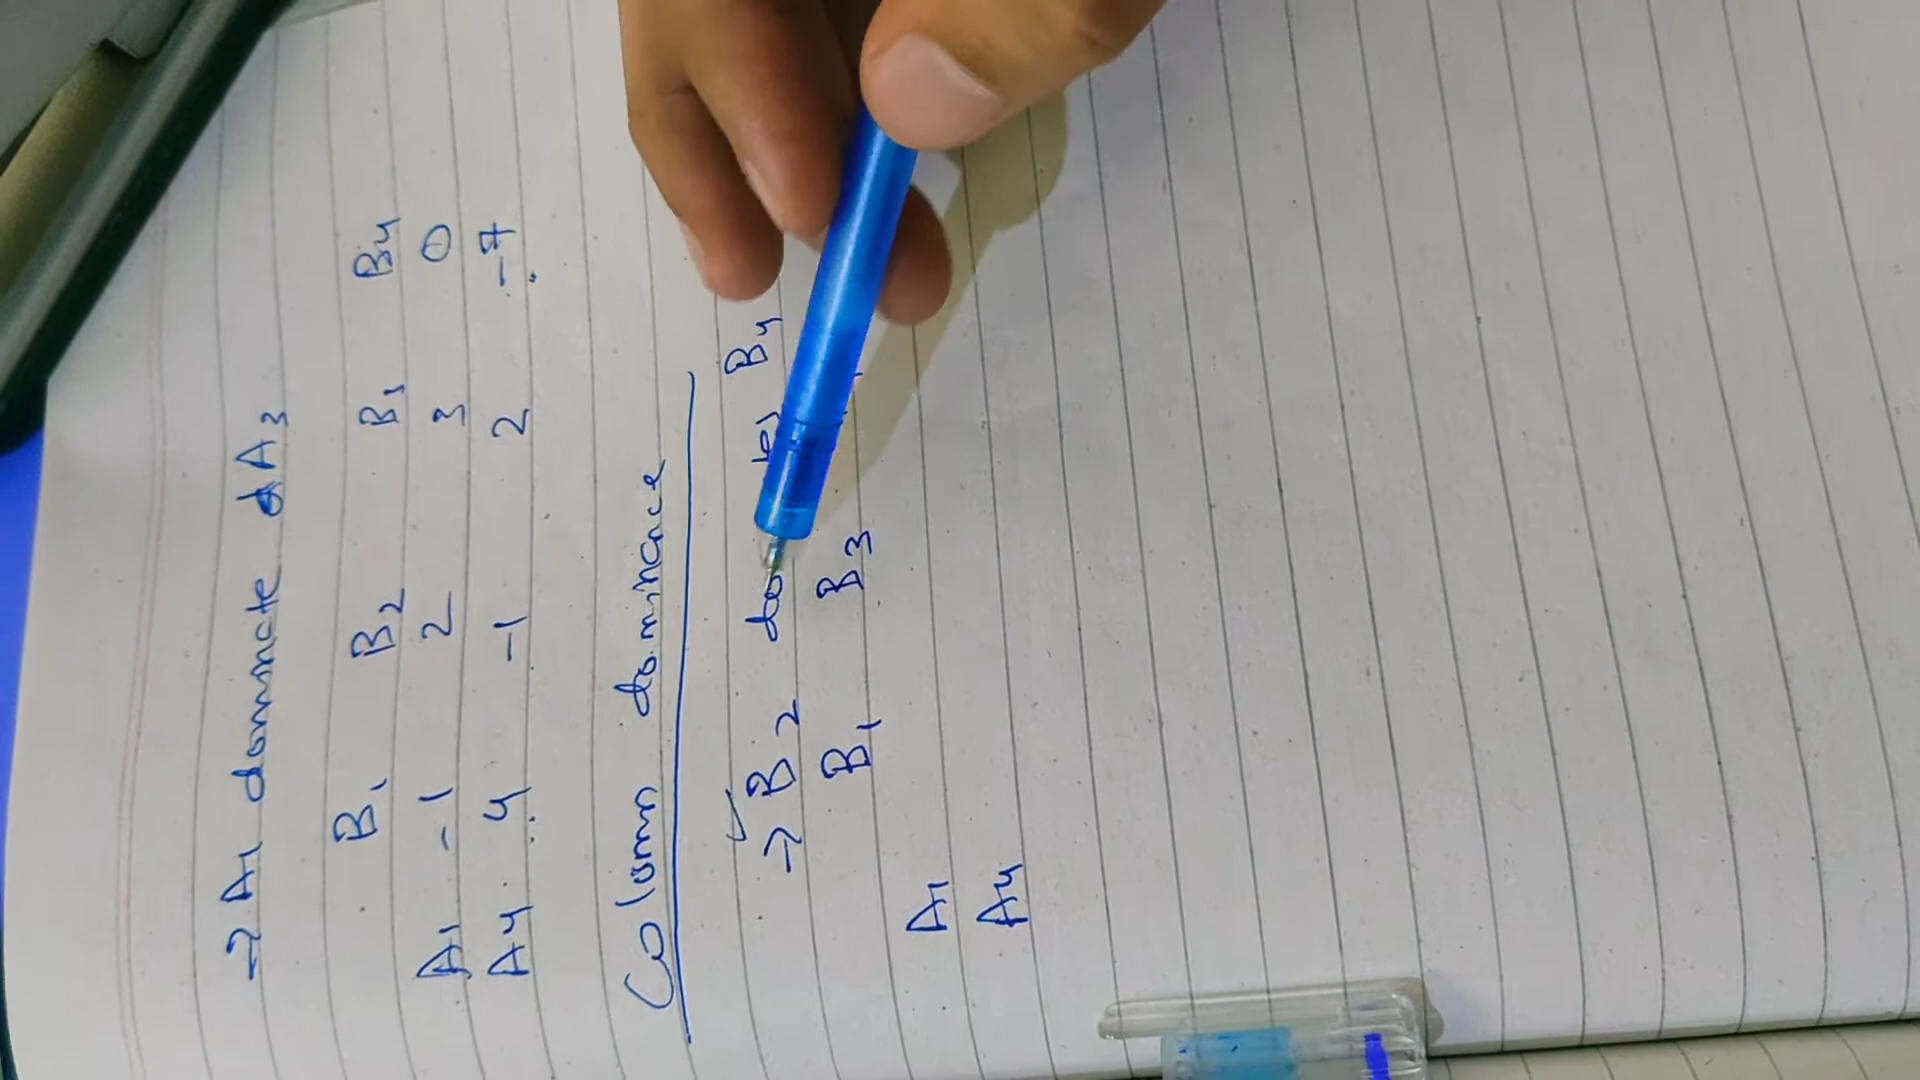 → A1 dominate dA3
B1 B2 B3 B4
A1 -1 2 3 0
A4 4 -1 2 -7
Column dominance
→ B2 B4
B1 B3
A1
A4